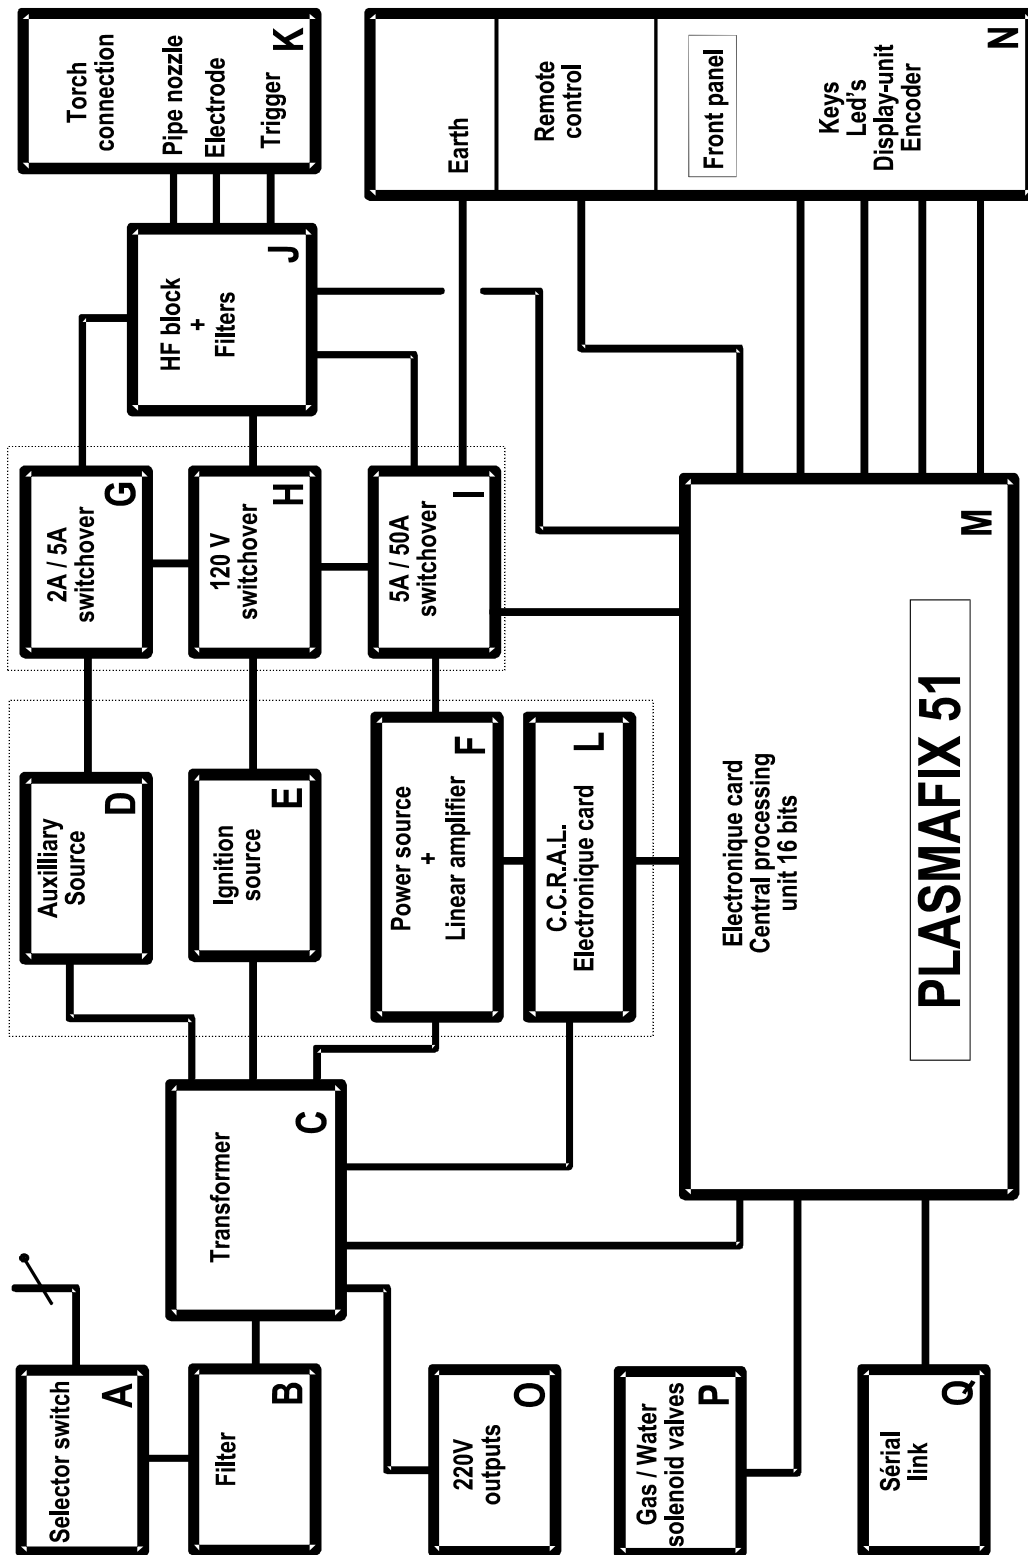 Selector switch
A
Filter
B
Transformer
C
Auxilliary
Source
D
Ignition
source
E
Power source
+
Linear amplifier
F
2A / 5A
switchover
G
120 V
switchover
H
5A / 50A
switchover
I
HF block
+
Filters
J
Torch
connection
Pipe nozzle
Electrode
Trigger
K
C.C.R.A.L.
Electronique card
L
Electronique card
Central processing
unit 16 bits
PLASMAFIX 51
M
Earth
Remote
control
Front panel
Keys
Led's
Display-unit
Encoder
N
220V
outputs
O
Gas / Water
solenoid valves
P
Sérial
link
Q